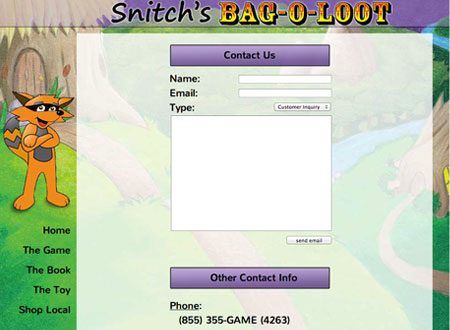 Snitch's BAG-O-LOOT
Contact Us
Name:
Email:
Type: Customer Inquiry
send email
Home
The Game
The Book
The Toy
Shop Local
Other Contact Info
Phone:
(855) 355-GAME (4263)